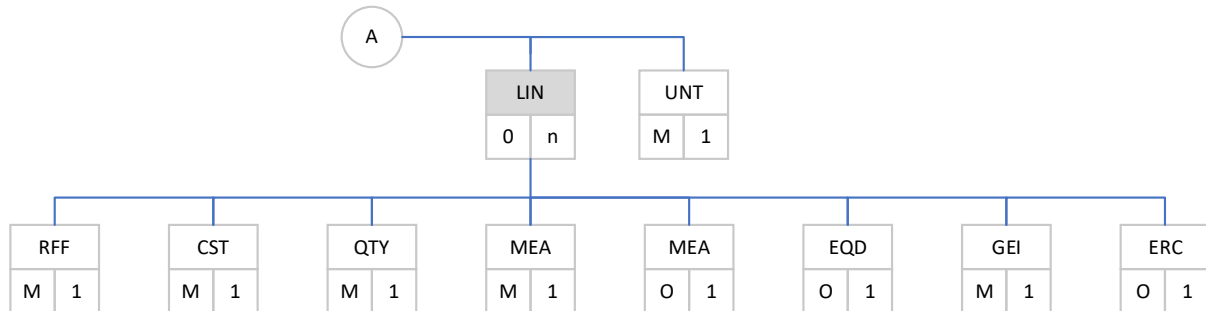 A
LIN UNT
0 n M 1
RFF CST QTY MEA MEA EQD GEI ERC
M 1 M 1 M 1 M 1 O 1 O 1 M 1 O 1